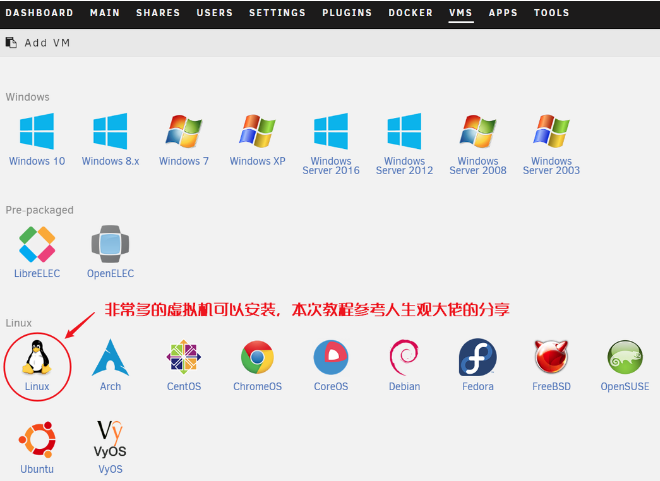 DASHBOARD MAIN SHARES USERS SETTINGS PLUGINS DOCKER VMS APPS TOOLS
Add VM
Windows
Windows 10 Windows 8.x Windows 7 Windows XP Windows Server 2016 Windows Server 2012 Windows Server 2008 Windows Server 2003
Pre-packaged
LibreELEC OpenELEC
非常多的虚拟机可以安装，本次教程参考人生观大佬的分享
Linux
Linux Arch CentOS ChromeOS CoreOS Debian Fedora FreeBSD OpenSUSE
Vy
VyOS
Ubuntu VyOS